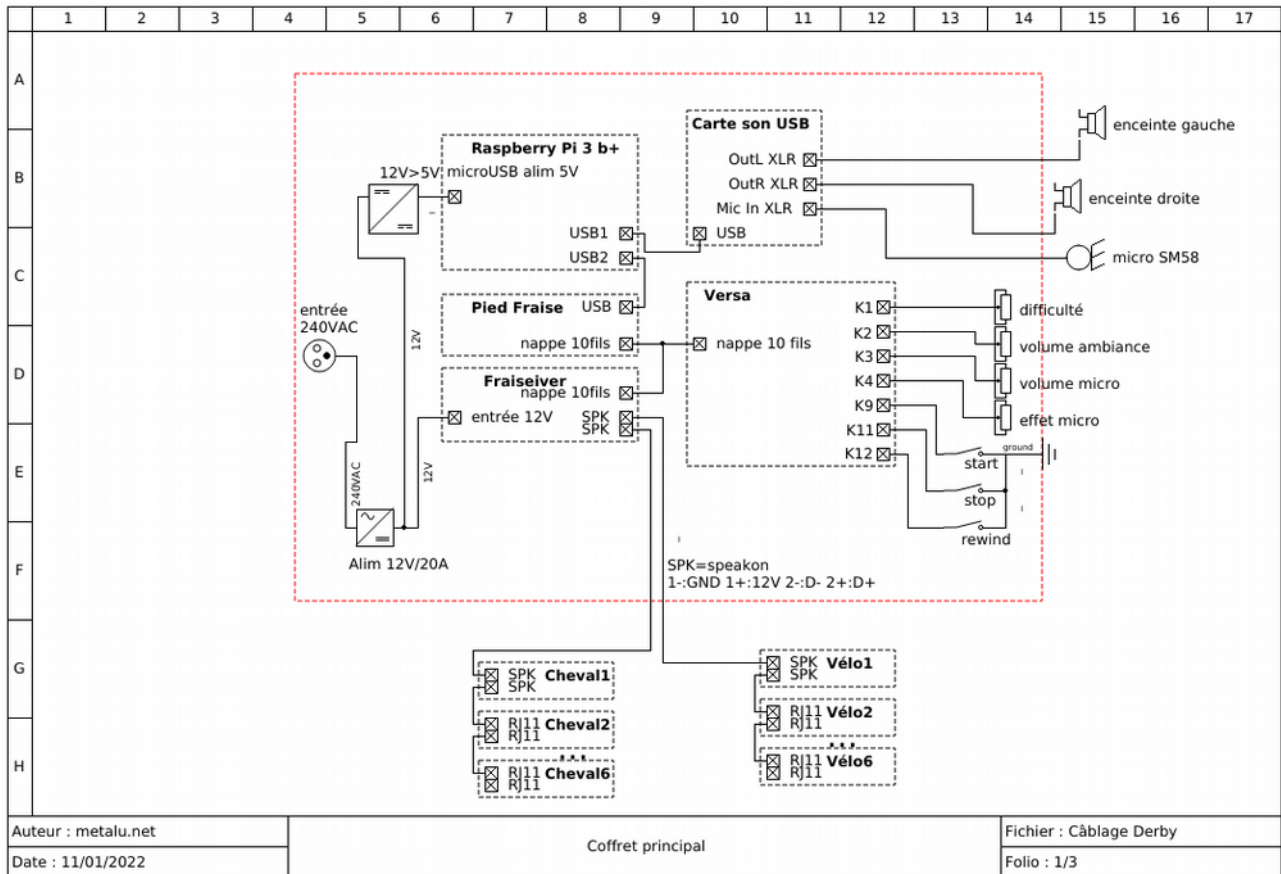 1 2 3 4 5 6 7 8 9 10 11 12 13 14 15 16 17
A
B
C
D
E
F
G
H
Raspberry Pi 3 b+
12V>5V
microUSB alim 5V
USB1
USB2
Carte son USB
OutL XLR
OutR XLR
Mic In XLR
USB
enceinte gauche
enceinte droite
micro SM58
entrée
240VAC
12V
Pied Fraise
USB
nappe 10fils
Fraiseiver
nappe 10fils
entrée 12V
SPK
SPK
Versa
nappe 10 fils
K1
K2
K3
K4
K9
K11
K12
difficulté
volume ambiance
volume micro
effet micro
ground
start
stop
rewind
240VAC
12V
Alim 12V/20A
SPK=speakon
1-:GND 1+:12V 2-:D- 2+:D+
SPK Cheval1
SPK
RJ11 Cheval2
RJ11
...
RJ11 Cheval6
RJ11
SPK Vélo1
SPK
RJ11 Vélo2
RJ11
...
RJ11 Vélo6
RJ11
Auteur : metalu.net
Date : 11/01/2022
Coffret principal
Fichier : Câblage Derby
Folio : 1/3